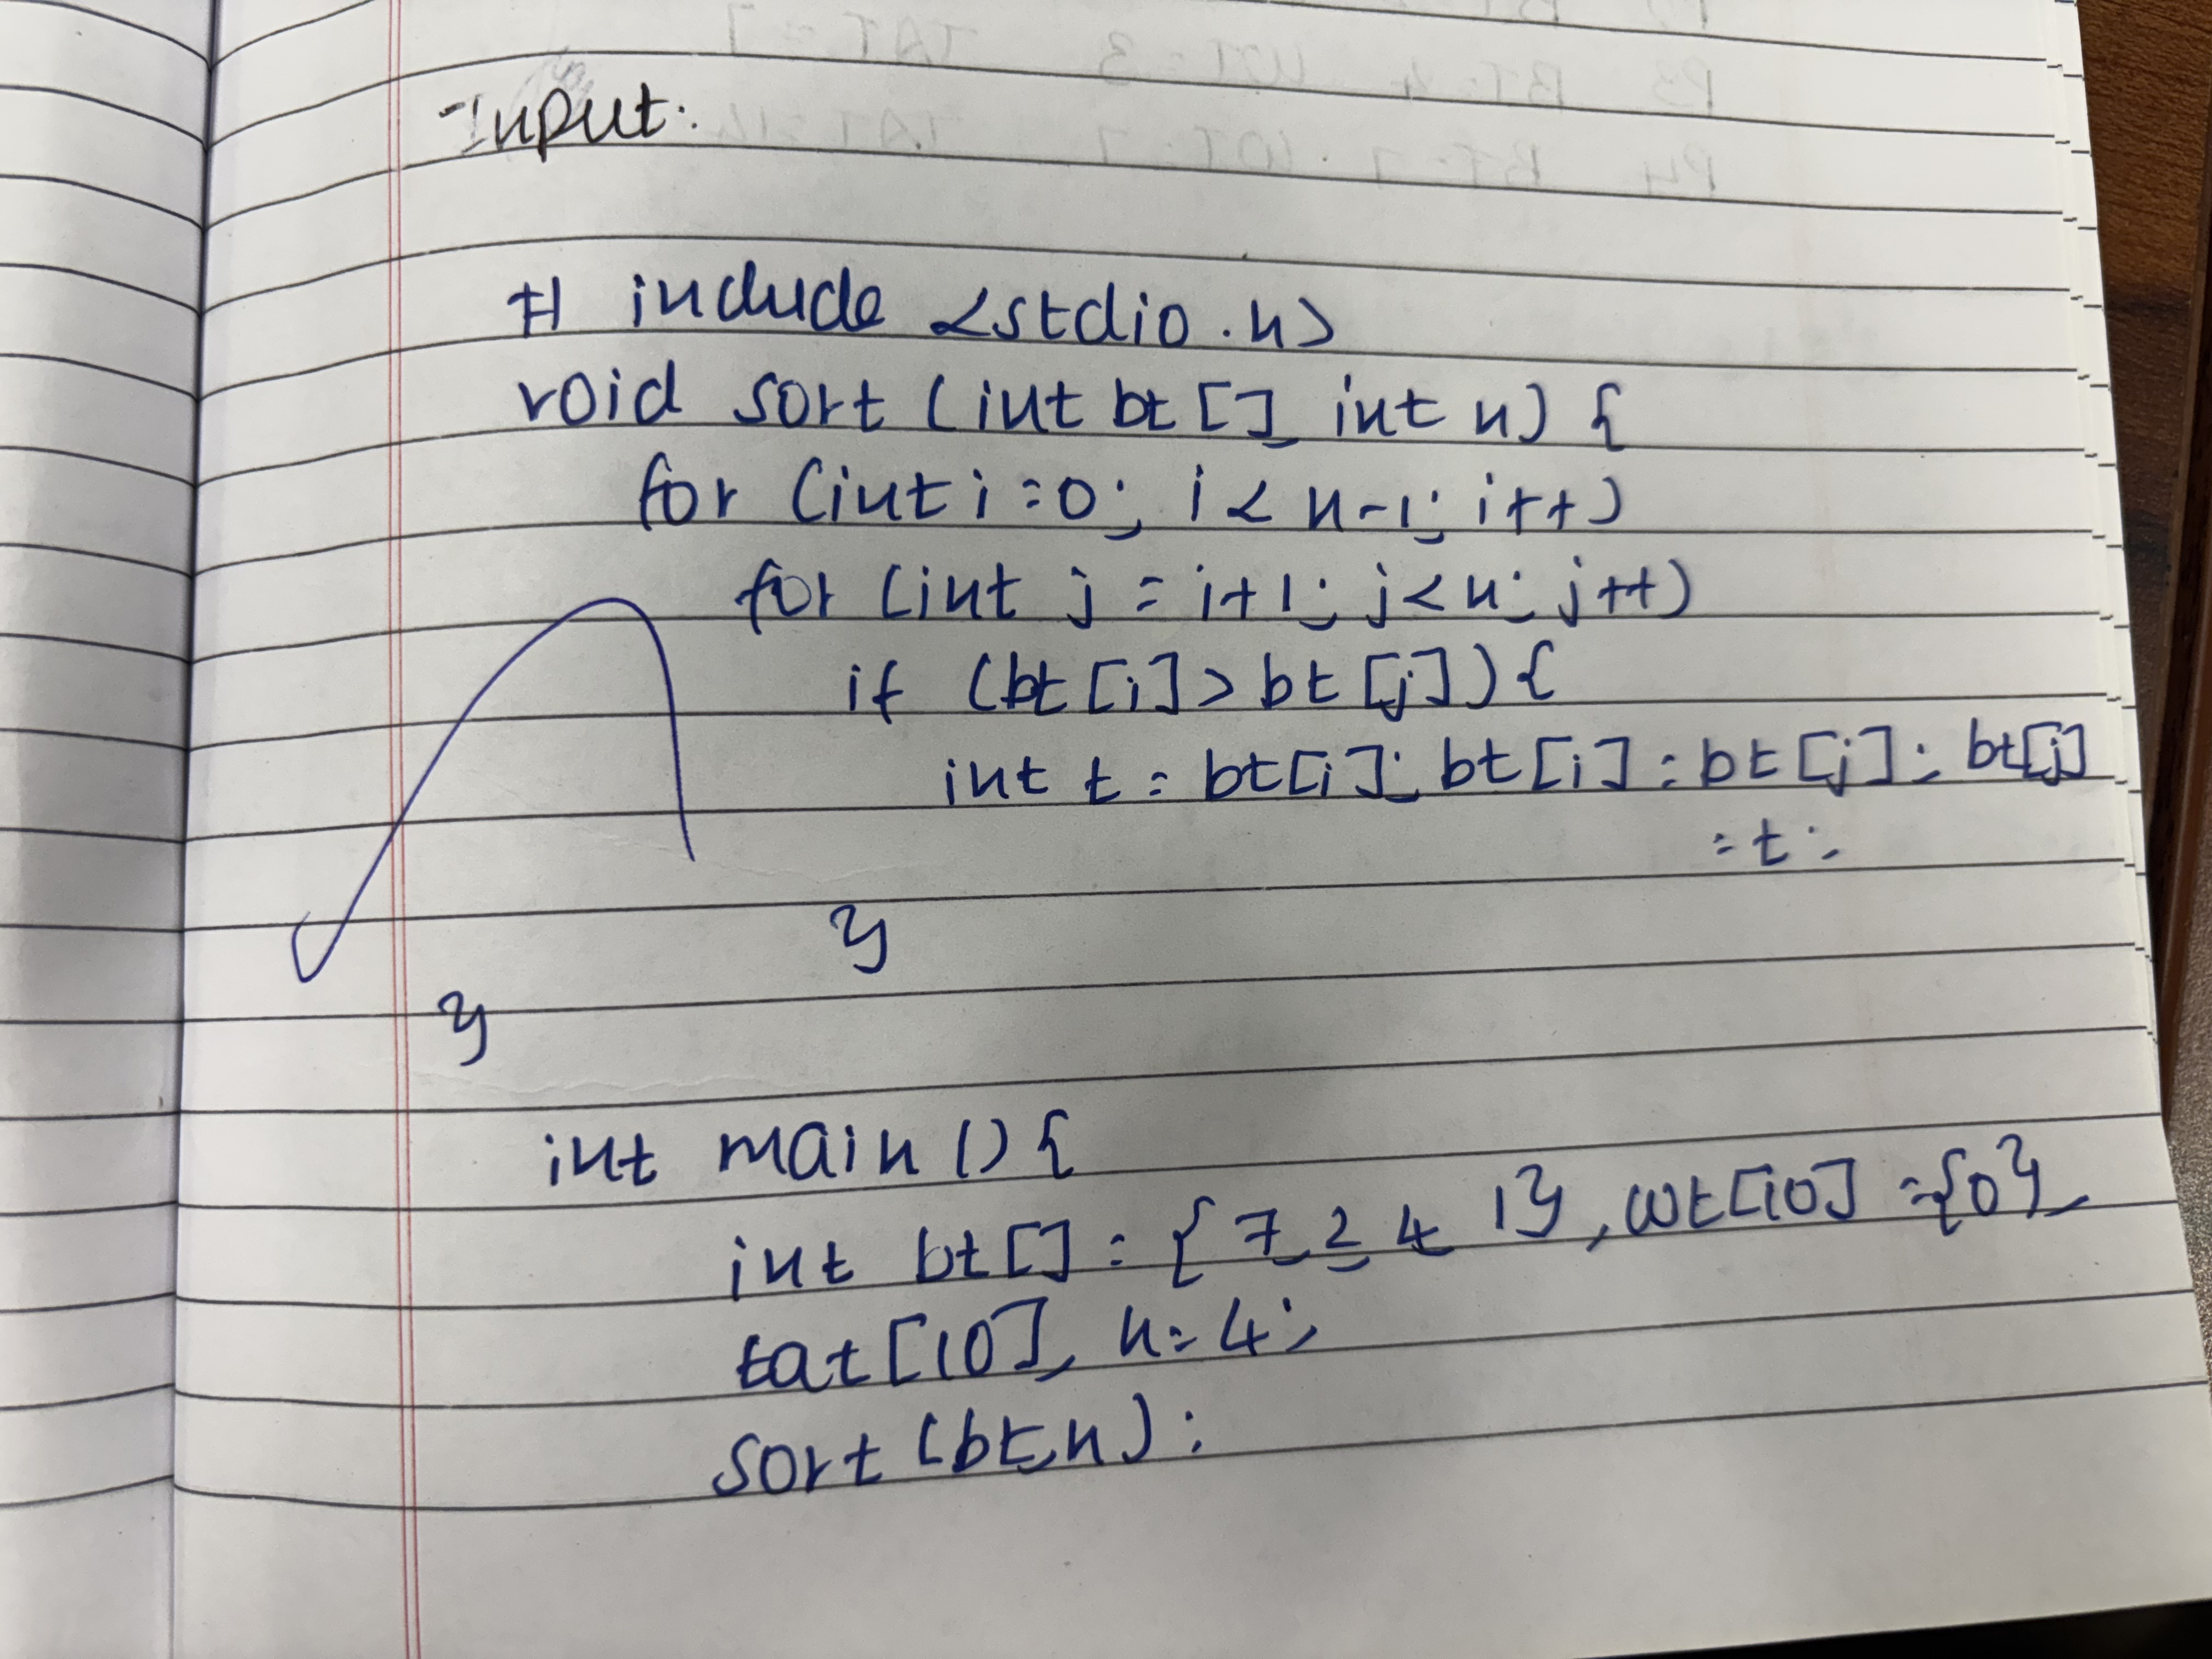 Input:
# include <stdio.h>
void sort (int bt[], int n) {
for (int i = 0; i < n-1; i++)
for (int j = i+1; j < n; j++)
if (bt[i] > bt[j]) {
int t = bt[i]; bt[i] = bt[j]; bt[j]
= t;
}
}
int main () {
int bt[] = { 7, 2, 4, 1}, wt[10] = {0},
tat[10], n = 4;
sort (bt, n);